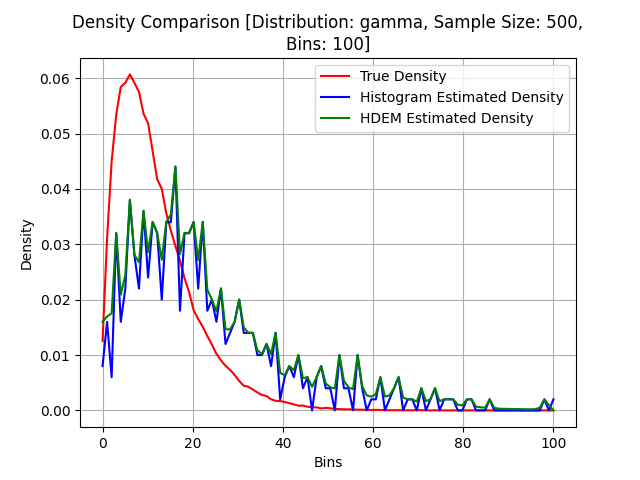 Density Comparison [Distribution: gamma, Sample Size: 500,
Bins: 100]
True Density
Histogram Estimated Density
HDEM Estimated Density
Density
0.06
0.05
0.04
0.03
0.02
0.01
0.00
0
20
40
60
80
100
Bins